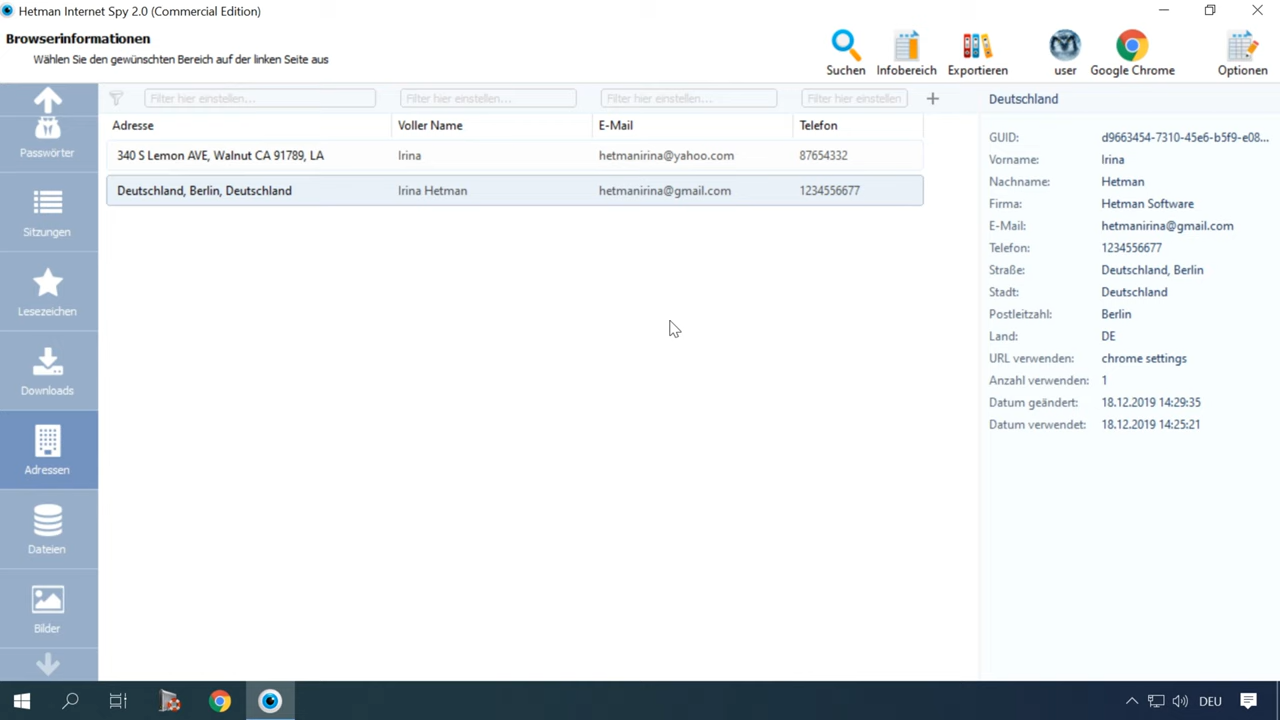 Hetman Internet Spy 2.0 (Commercial Edition)
Browserinformationen
Wählen Sie den gewünschten Bereich auf der linken Seite aus
Suchen
Infobereich
Exportieren
user
Google Chrome
Optionen
Passwörter
Sitzungen
Lesezeichen
Downloads
Adressen
Dateien
Bilder
Filter hier einstellen... Filter hier einstellen... Filter hier einstellen... Filter hier einstellen
Adresse Voller Name E-Mail Telefon
340 S Lemon AVE, Walnut CA 91789, LA Irina hetmanirina@yahoo.com 87654332
Deutschland, Berlin, Deutschland Irina Hetman hetmanirina@gmail.com 1234556677
Deutschland
GUID: d9663454-7310-45e6-b5f9-e08...
Vorname: Irina
Nachname: Hetman
Firma: Hetman Software
E-Mail: hetmanirina@gmail.com
Telefon: 1234556677
Straße: Deutschland, Berlin
Stadt: Deutschland
Postleitzahl: Berlin
Land: DE
URL verwenden: chrome settings
Anzahl verwenden: 1
Datum geändert: 18.12.2019 14:29:35
Datum verwendet: 18.12.2019 14:25:21
DEU